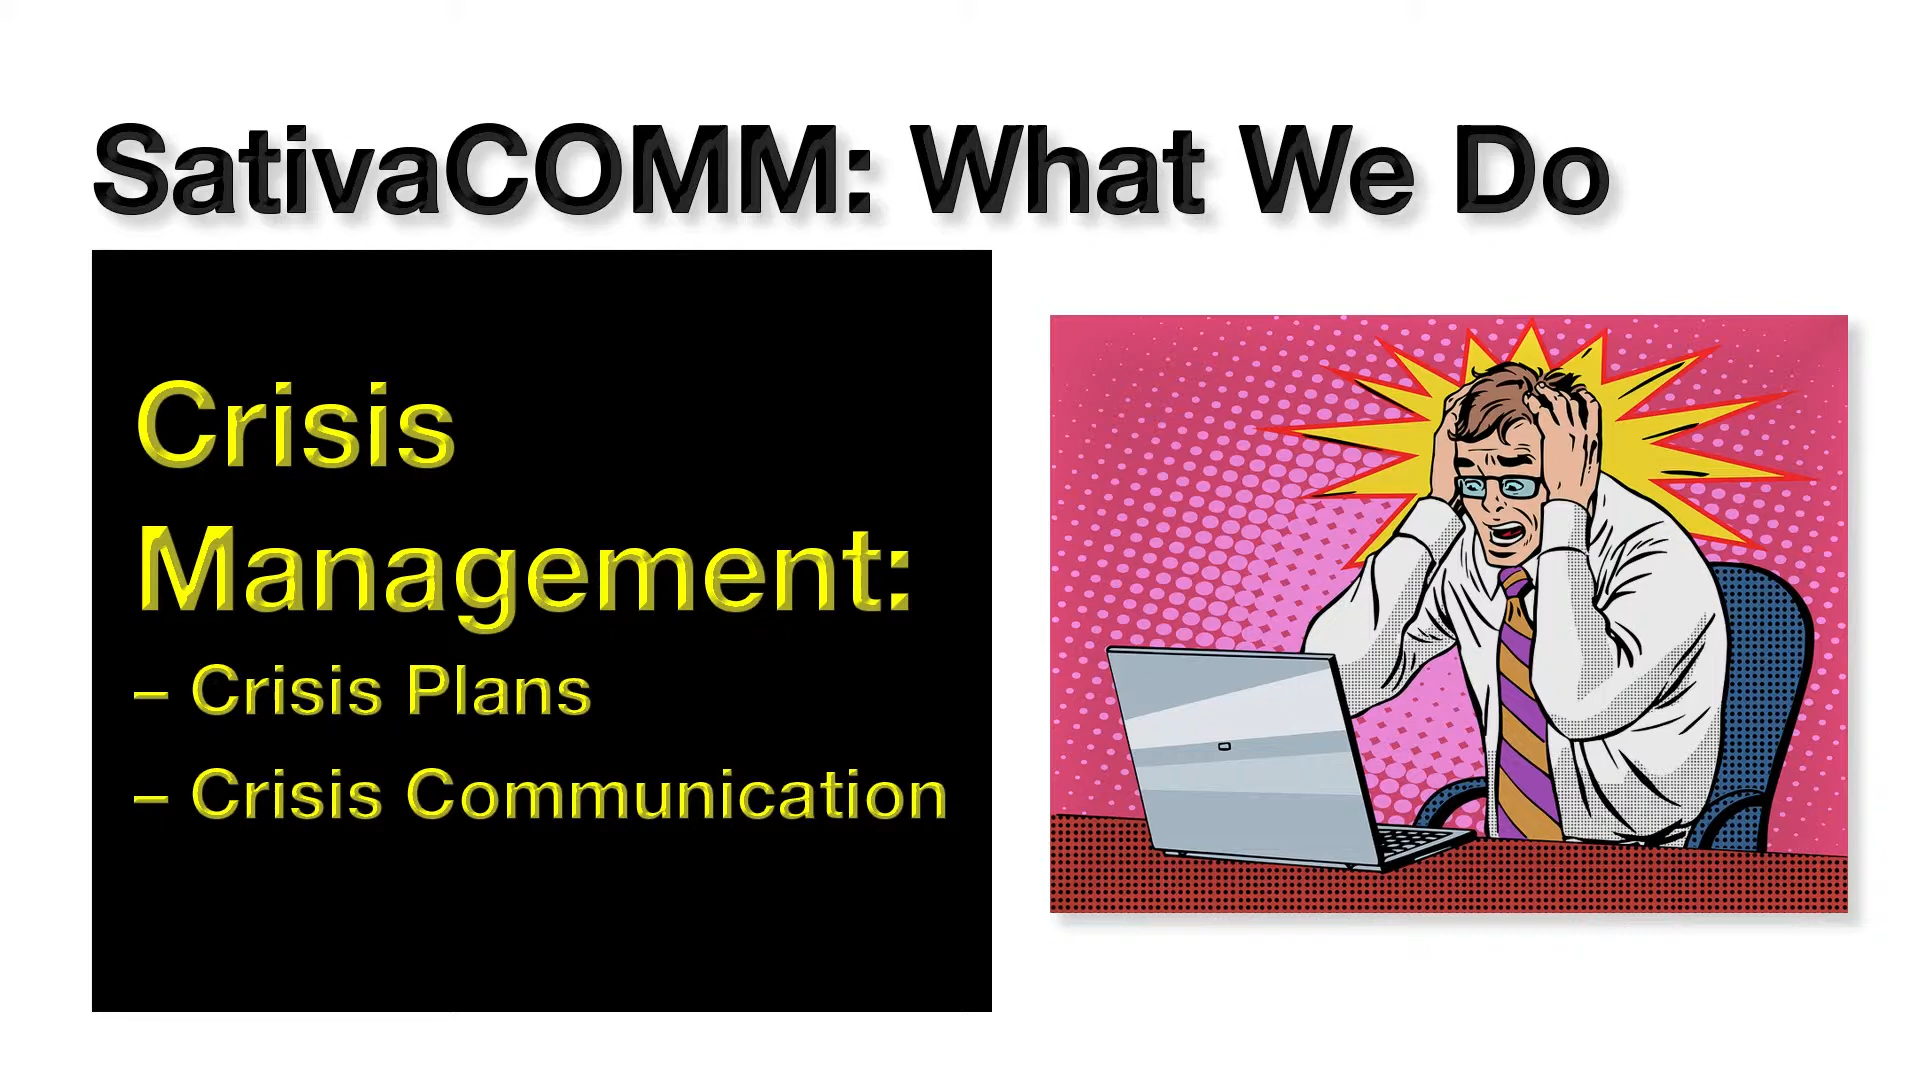 SativaCOMM: What We Do
Crisis
Management:
– Crisis Plans
– Crisis Communication